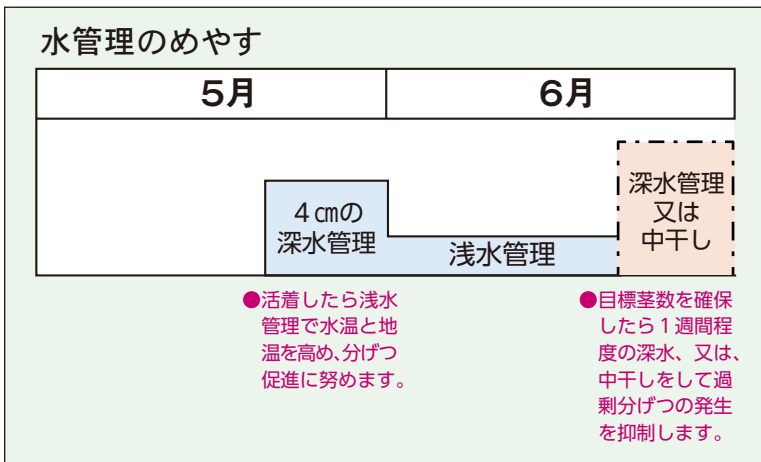 水管理のめやす
5月
6月
4㎝の
深水管理
浅水管理
深水管理
又は
中干し
●活着したら浅水
管理で水温と地
温を高め、分げつ
促進に努めます。
●目標茎数を確保
したら1週間程
度の深水、又は、
中干しをして過
剰分げつの発生
を抑制します。